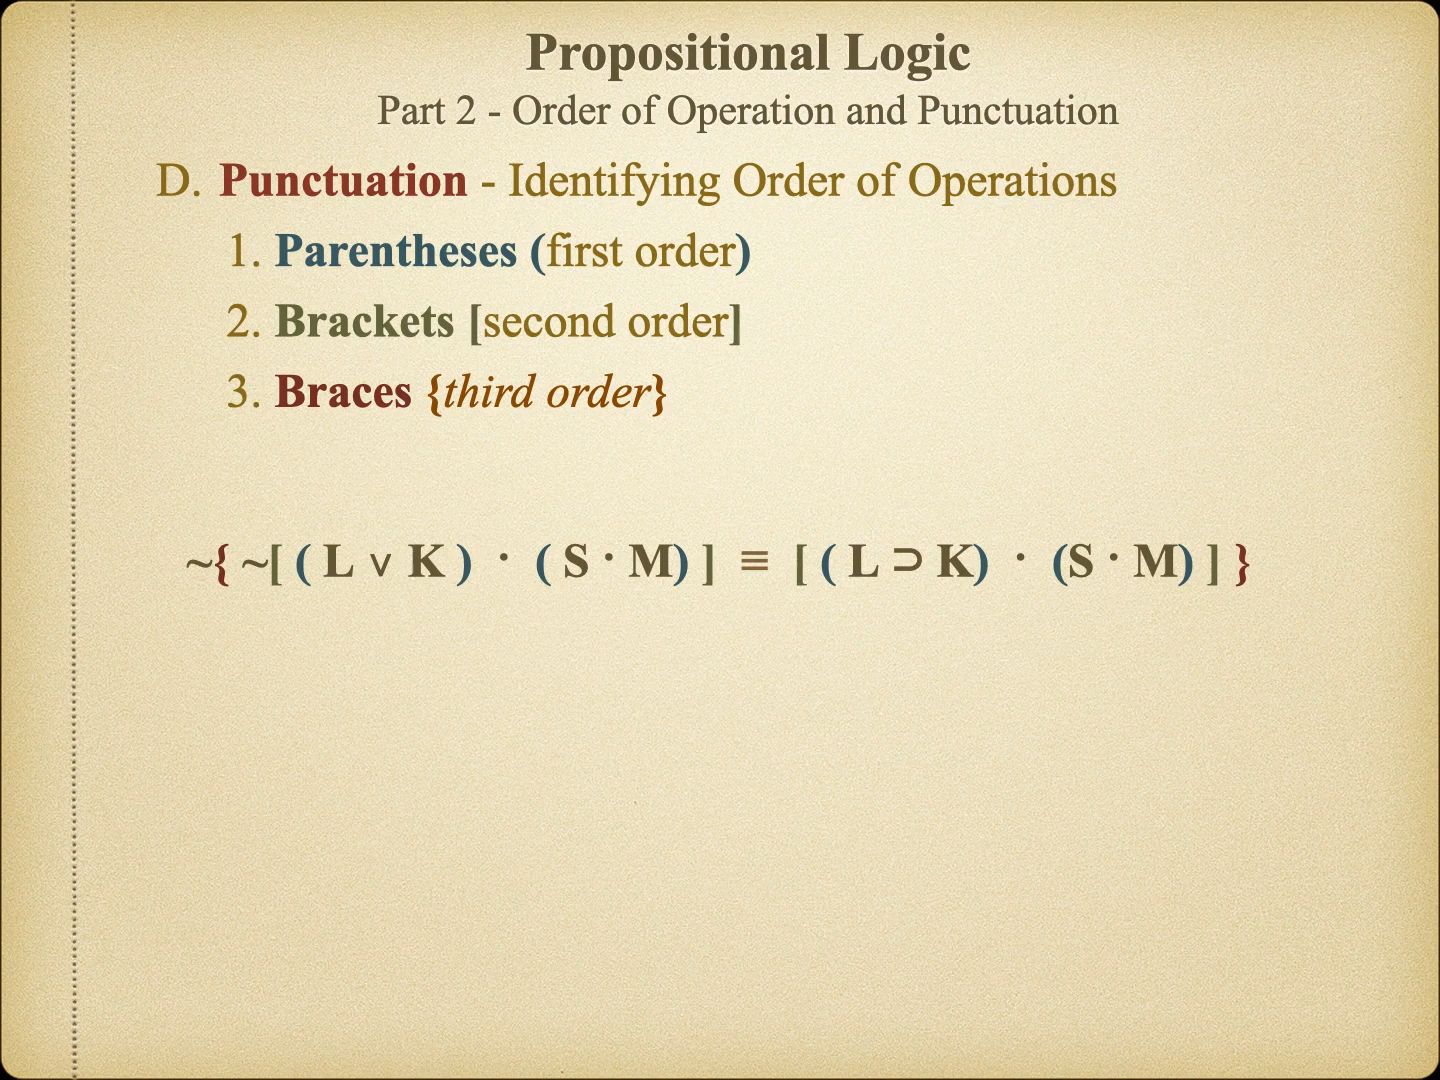 Propositional Logic
Part 2 - Order of Operation and Punctuation
D. Punctuation - Identifying Order of Operations
1. Parentheses (first order)
2. Brackets [second order]
3. Braces {third order}
~{ ~[ ( L ∨ K ) · ( S · M) ] ≡ [ ( L ⊃ K) · (S · M) ] }